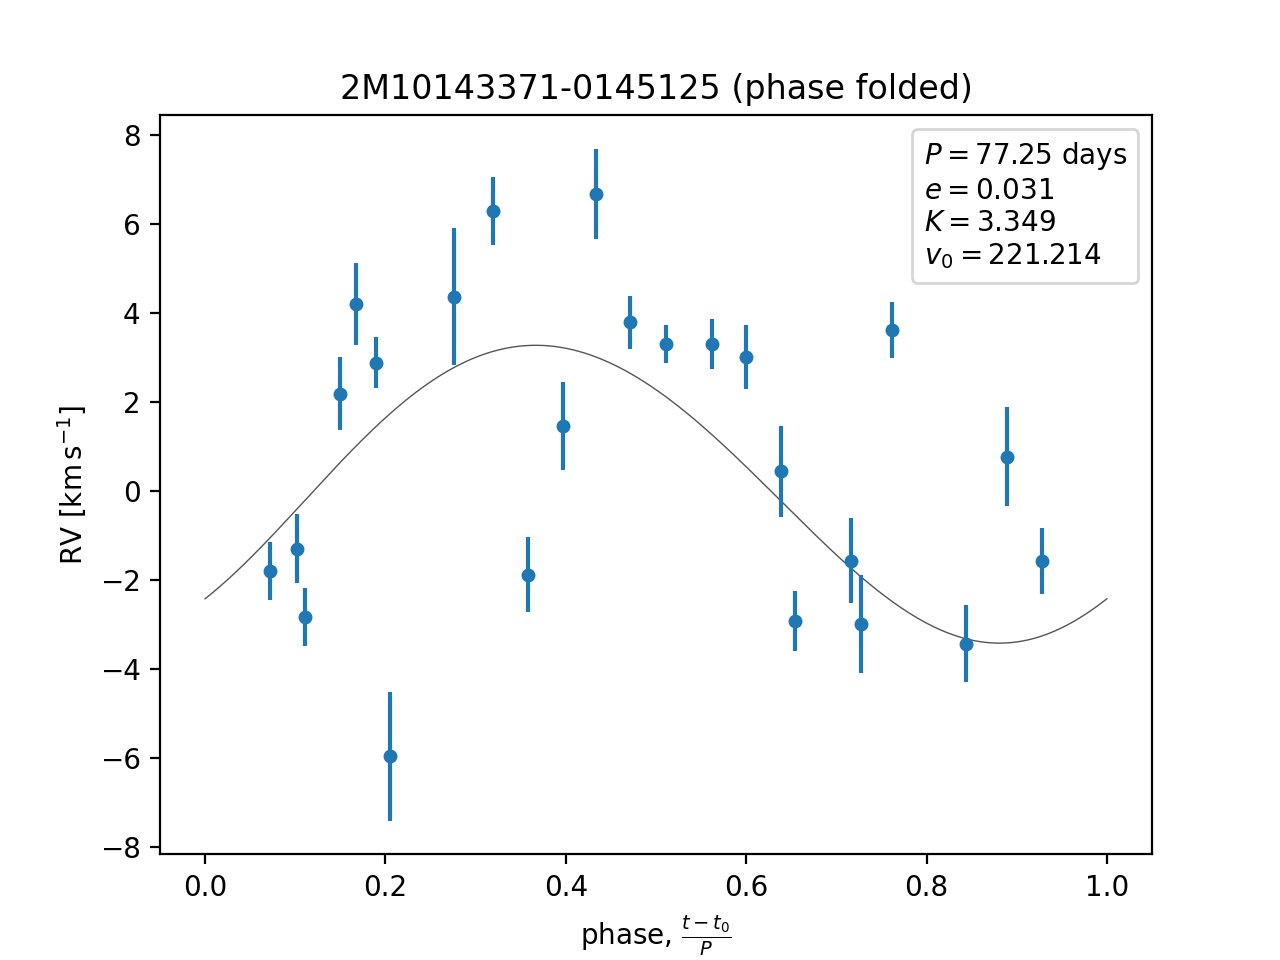 2M10143371-0145125 (phase folded)
P = 77.25 days
e = 0.031
K = 3.349
v₀ = 221.214
8
6
4
2
0
−2
−4
−6
−8
RV [km s⁻¹]
0.0 0.2 0.4 0.6 0.8 1.0
phase, (t − t₀)/P